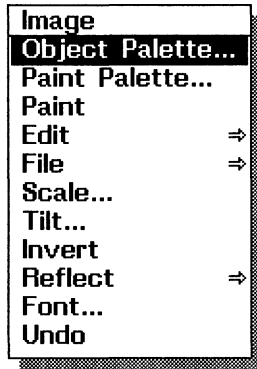 Image
Object Palette...
Paint Palette...
Paint
Edit ⇒
File ⇒
Scale...
Tilt...
Invert
Reflect ⇒
Font...
Undo